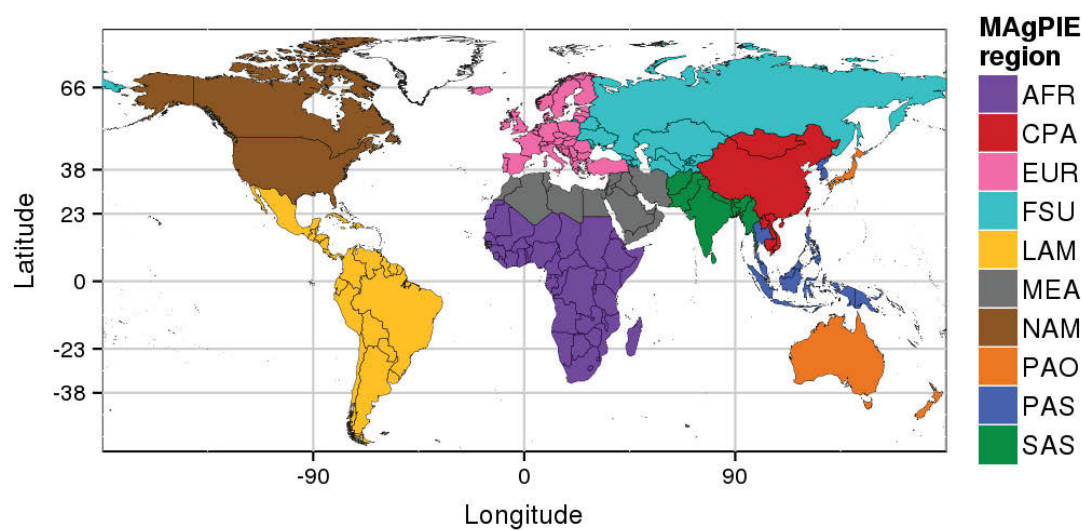 MAgPIE
region
AFR
CPA
EUR
FSU
LAM
MEA
NAM
PAO
PAS
SAS
Latitude
66
38
23
0
-23
-38
-90
0
90
Longitude